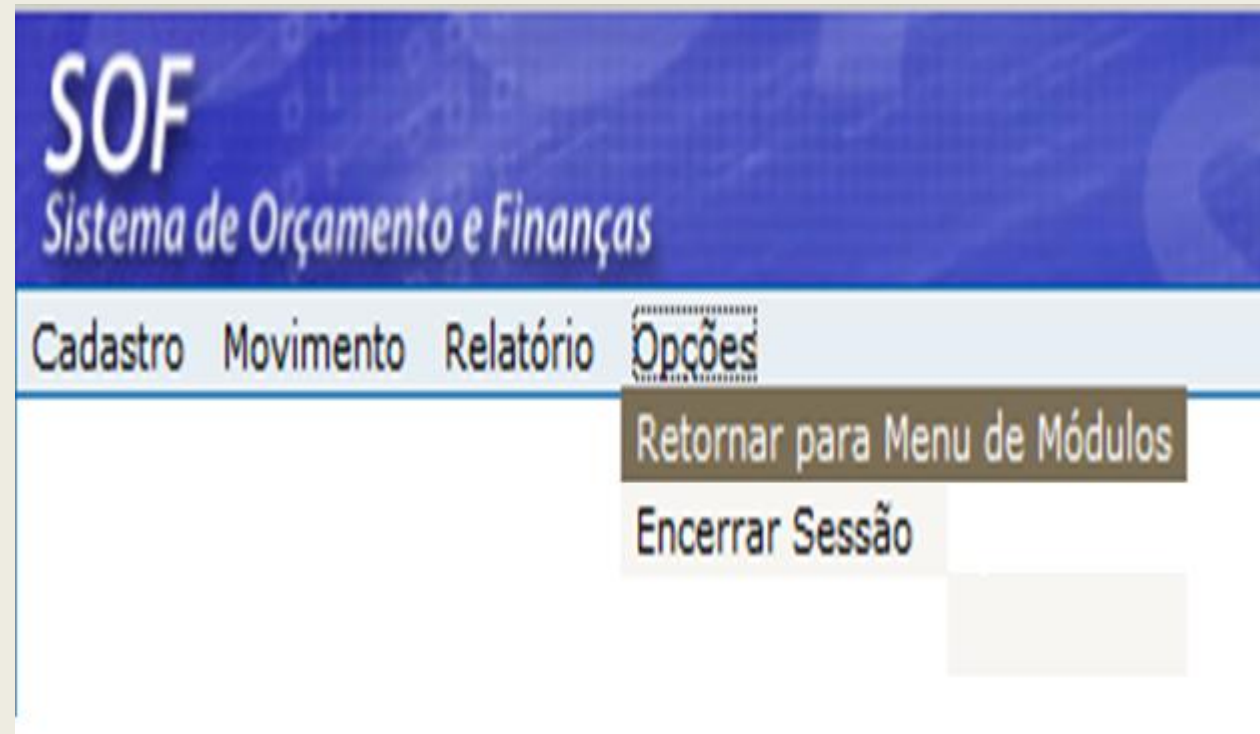 SOF
Sistema de Orçamento e Finanças
Cadastro Movimento Relatório Opções
Retornar para Menu de Módulos
Encerrar Sessão